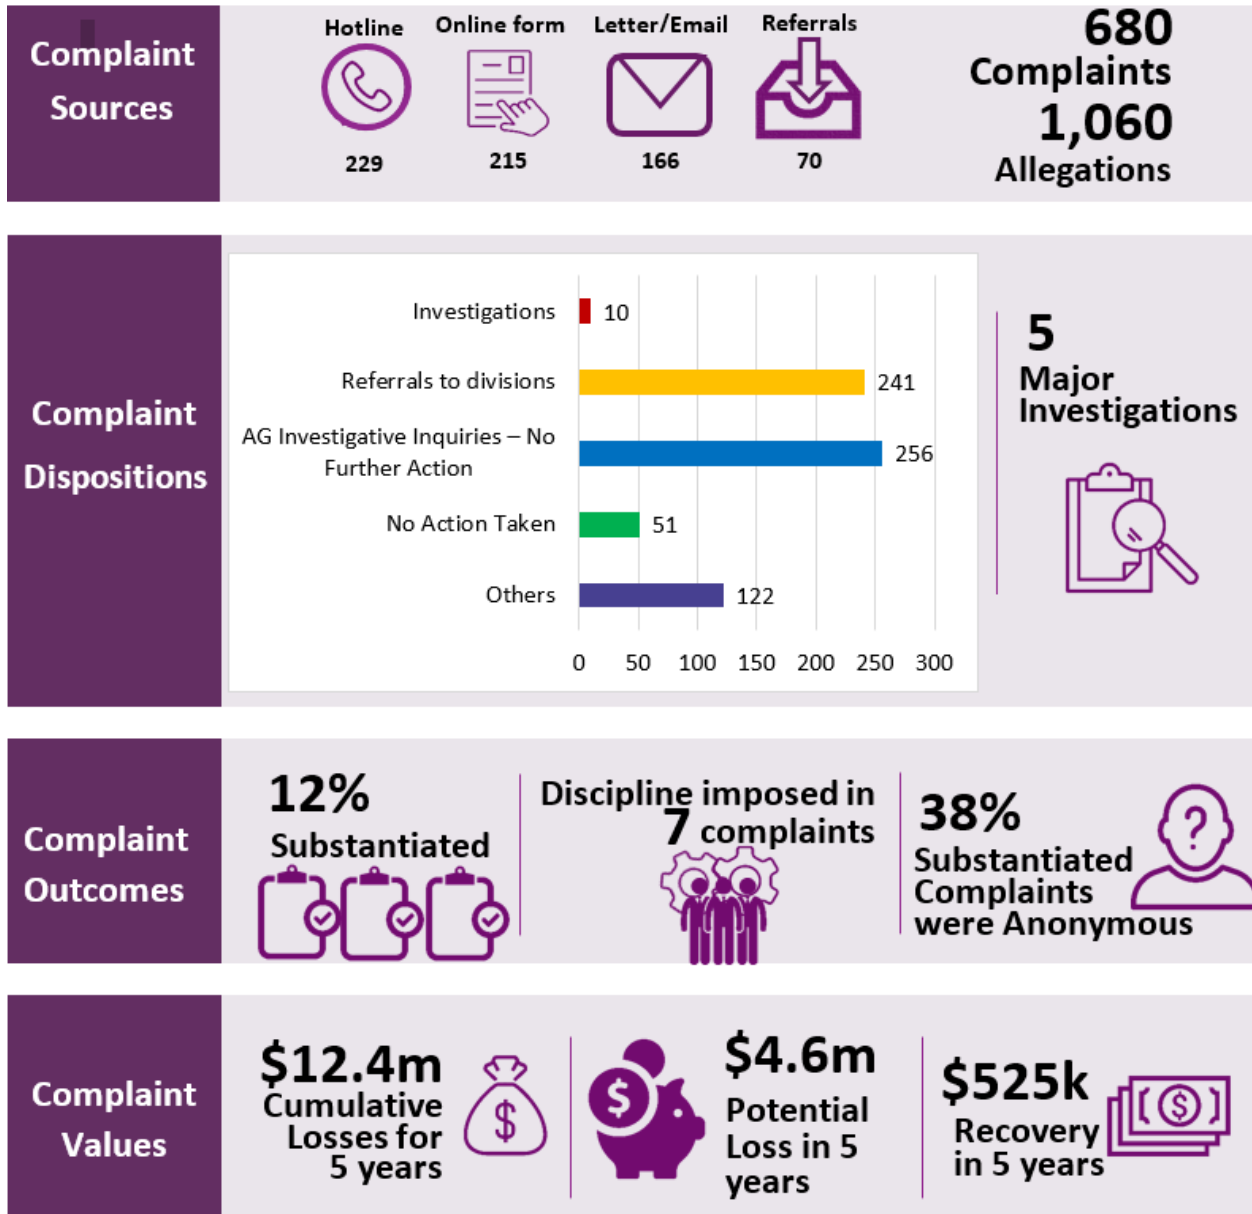 Complaint
Sources
Hotline
Online form
Letter/Email
Referrals
229
215
166
70
680
Complaints
1,060
Allegations
Complaint
Dispositions
Investigations
10
Referrals to divisions
241
AG Investigative Inquiries – No
Further Action
256
No Action Taken
51
Others
122
0 50 100 150 200 250 300
5
Major
Investigations
Complaint
Outcomes
12%
Substantiated
Discipline imposed in
7 complaints
38%
Substantiated
Complaints
were Anonymous
?
Complaint
Values
$12.4m
Cumulative
Losses for
5 years
$
$
$4.6m
Potential
Loss in 5
years
$525k
Recovery
in 5 years
$